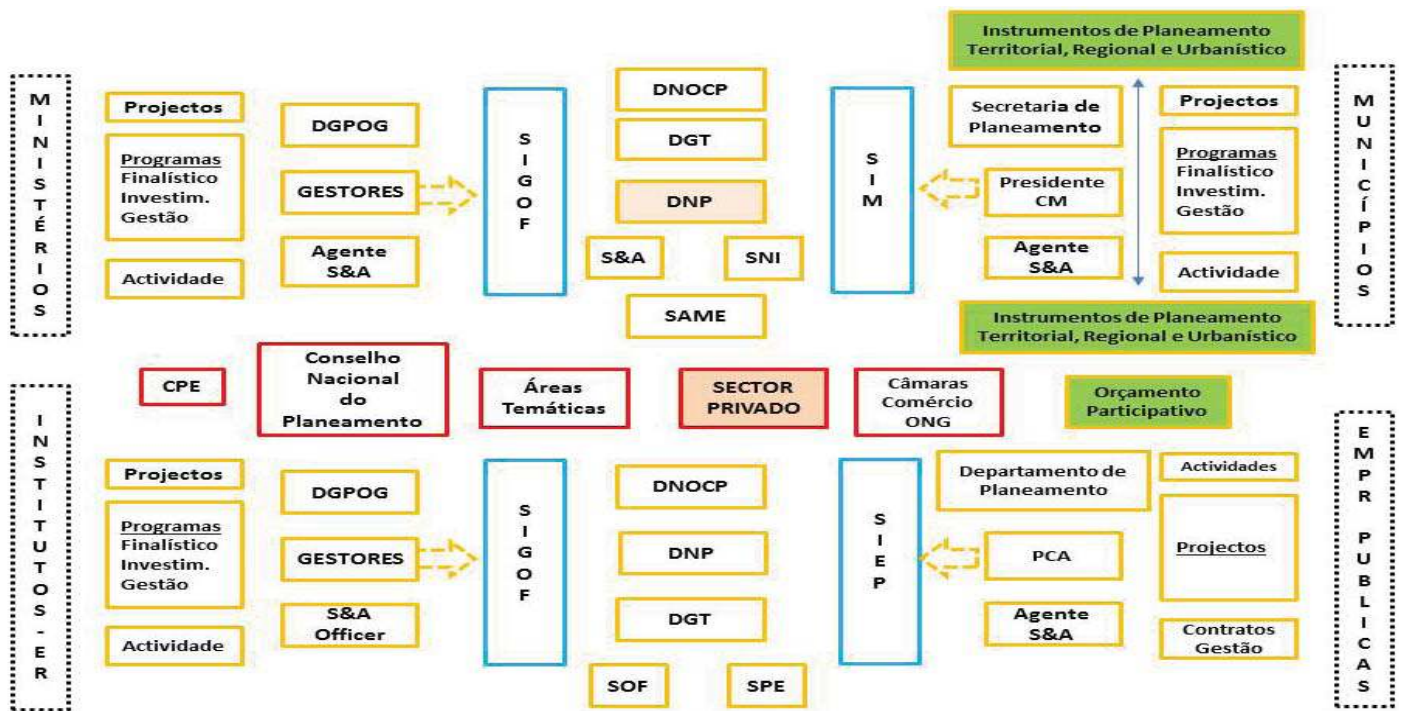 MINISTÉRIOS
Projectos
Programas
Finalístico
Investim.
Gestão
Actividade
DGPOG
GESTORES
Agente
S&A
SIGOF
DNOCP
DGT
DNP
S&A
SNI
SAME
SIM
Instrumentos de Planeamento
Territorial, Regional e Urbanístico
Secretaria de
Planeamento
Presidente
CM
Agente
S&A
Projectos
Programas
Finalístico
Investim.
Gestão
Actividade
Instrumentos de Planeamento
Territorial, Regional e Urbanístico
MUNICÍPIOS
CPE
Conselho
Nacional
do
Planeamento
Áreas
Temáticas
SECTOR
PRIVADO
Câmaras
Comércio
ONG
Orçamento
Participativo
INSTITUTOS-ER
Projectos
Programas
Finalístico
Investim.
Gestão
Actividade
DGPOG
GESTORES
S&A
Officer
SIGOF
DNOCP
DNP
DGT
SOF
SPE
SIEP
Departamento de
Planeamento
PCA
Agente
S&A
Actividades
Projectos
Contratos
Gestão
EMPR PUBLICAS